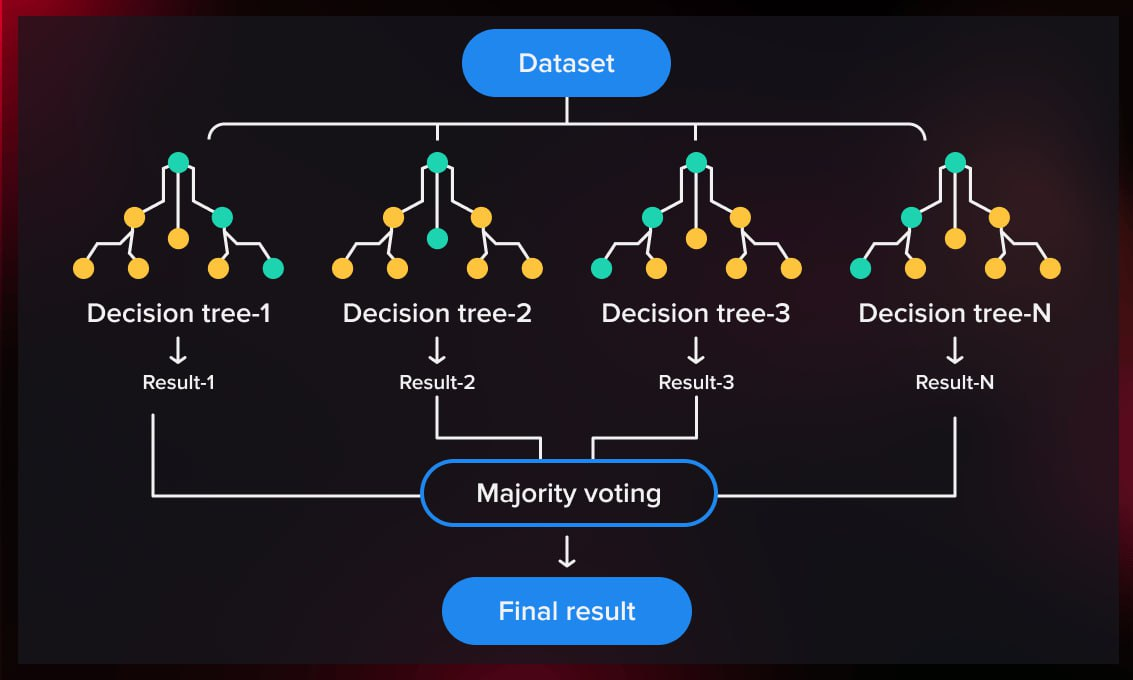 Dataset
Decision tree-1
Decision tree-2
Decision tree-3
Decision tree-N
Result-1
Result-2
Result-3
Result-N
Majority voting
Final result